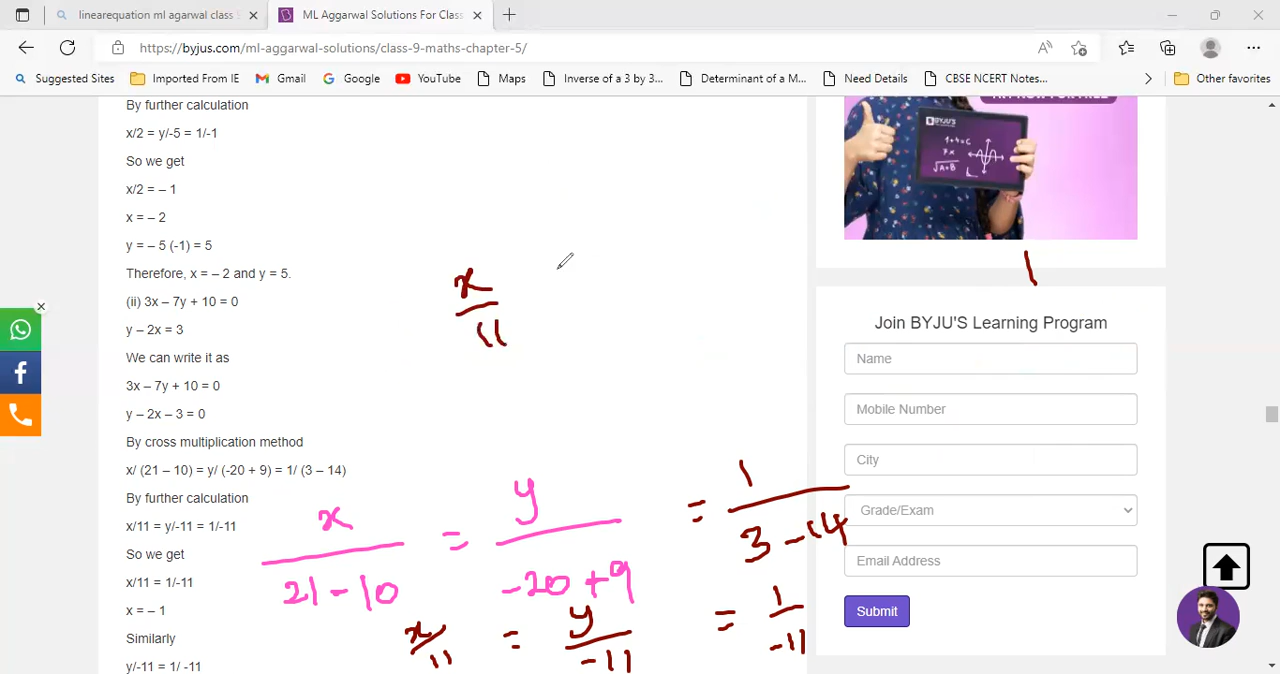 linearequation ml agarwal class
ML Aggarwal Solutions For Class
https://byjus.com/ml-aggarwal-solutions/class-9-maths-chapter-5/
Suggested Sites Imported From IE Gmail Google YouTube Maps Inverse of a 3 by 3... Determinant of a M... Need Details CBSE NCERT Notes... Other favorites
By further calculation
x/2 = y/-5 = 1/-1
So we get
x/2 = – 1
x = – 2
y = – 5 (-1) = 5
Therefore, x = – 2 and y = 5.
(ii) 3x – 7y + 10 = 0
y – 2x = 3
We can write it as
3x – 7y + 10 = 0
y – 2x – 3 = 0
By cross multiplication method
x/ (21 – 10) = y/ (-20 + 9) = 1/ (3 – 14)
By further calculation
x/11 = y/-11 = 1/-11
So we get
x/11 = 1/-11
x = – 1
Similarly
y/-11 = 1/ -11
x
11
x = y = 1
21 - 10 -20 + 9 3 - 14
x/11 = y/-11 = 1/-11
BYJU'S
1
Join BYJU'S Learning Program
Name
Mobile Number
City
Grade/Exam
Email Address
Submit